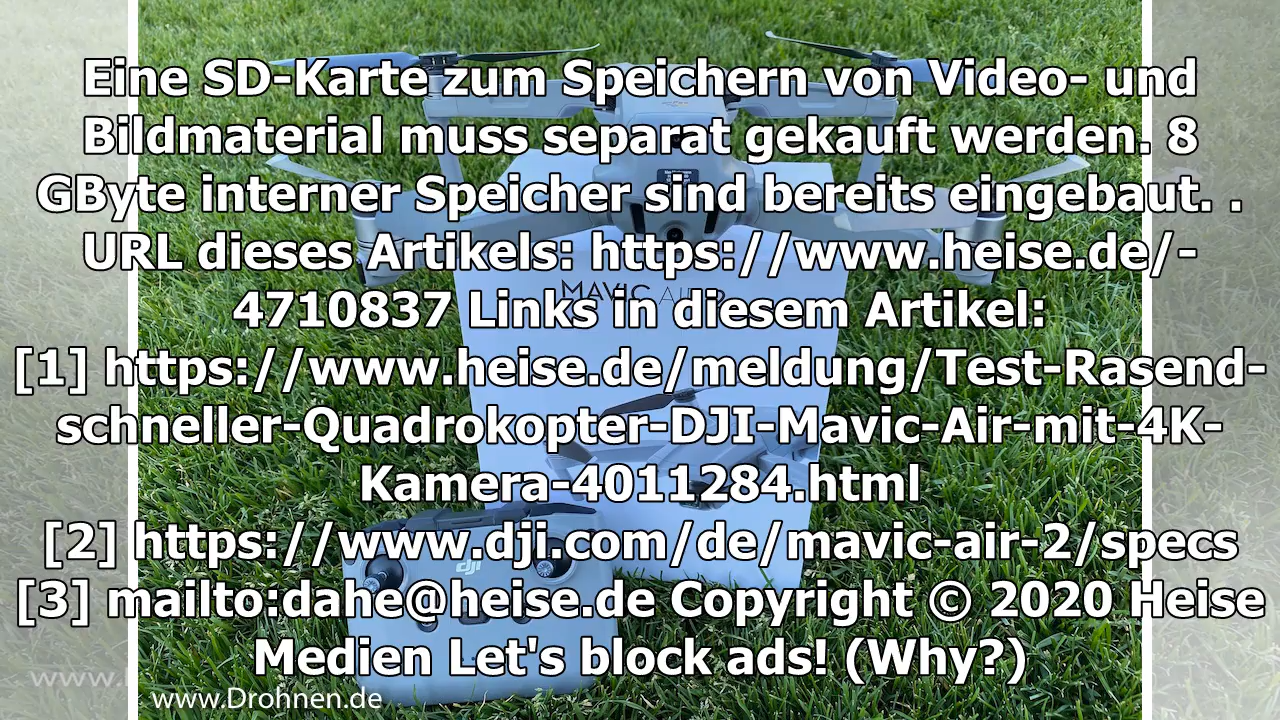 Eine SD-Karte zum Speichern von Video- und
Bildmaterial muss separat gekauft werden. 8
GByte interner Speicher sind bereits eingebaut. .
URL dieses Artikels: https://www.heise.de/-
4710837 Links in diesem Artikel:
[1] https://www.heise.de/meldung/Test-Rasend-
schneller-Quadrokopter-DJI-Mavic-Air-mit-4K-
Kamera-4011284.html
[2] https://www.dji.com/de/mavic-air-2/specs
[3] mailto:dahe@heise.de Copyright © 2020 Heise
Medien Let's block ads! (Why?)
MAVIC AIR 2
dji
www.Drohnen.de